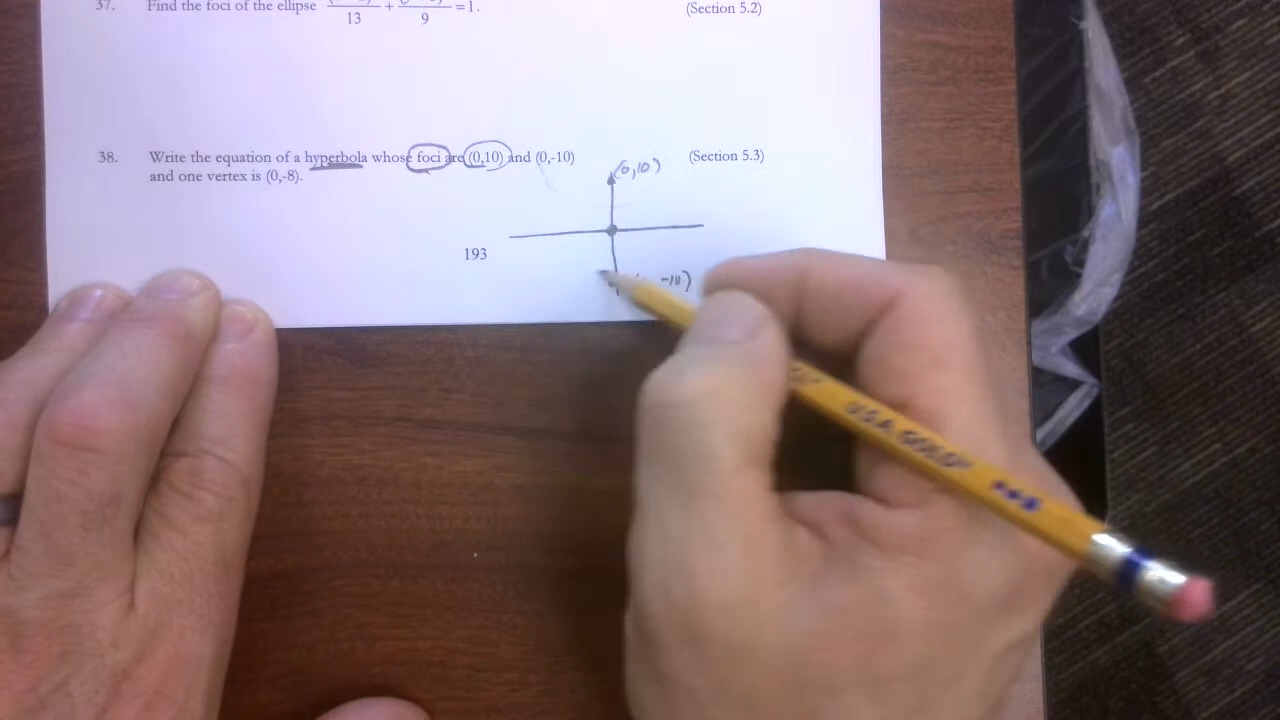 37. Find the foci of the ellipse 13 + 9 =1. (Section 5.2)
38. Write the equation of a hyperbola whose foci are (0,10) and (0,-10) (Section 5.3)
and one vertex is (0,-8).
(0,10)
193
-10)
USA GOLD